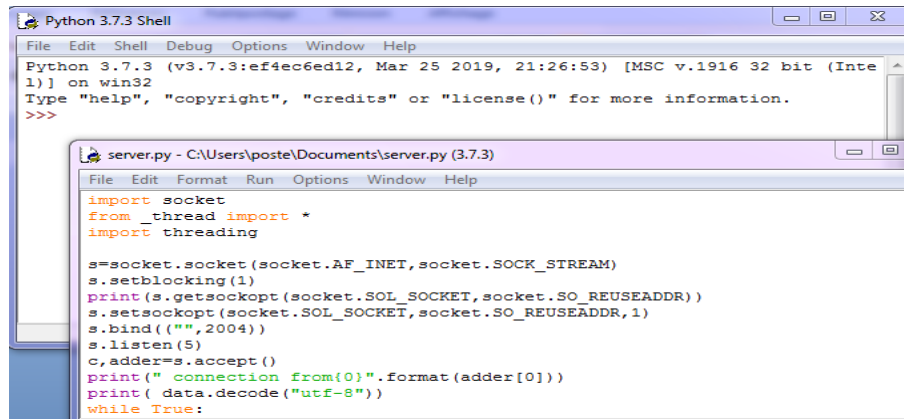 Python 3.7.3 Shell
File Edit Shell Debug Options Window Help
Python 3.7.3 (v3.7.3:ef4ec6ed12, Mar 25 2019, 21:26:53) [MSC v.1916 32 bit (Inte
l)] on win32
Type "help", "copyright", "credits" or "license()" for more information.
>>>
server.py - C:\Users\poste\Documents\server.py (3.7.3)
File Edit Format Run Options Window Help
import socket
from _thread import *
import threading
s=socket.socket(socket.AF_INET,socket.SOCK_STREAM)
s.setblocking(1)
print(s.getsockopt(socket.SOL_SOCKET,socket.SO_REUSEADDR))
s.setsockopt(socket.SOL_SOCKET,socket.SO_REUSEADDR,1)
s.bind(("",2004))
s.listen(5)
c,adder=s.accept()
print(" connection from{0}".format(adder[0]))
print( data.decode("utf-8"))
while True: